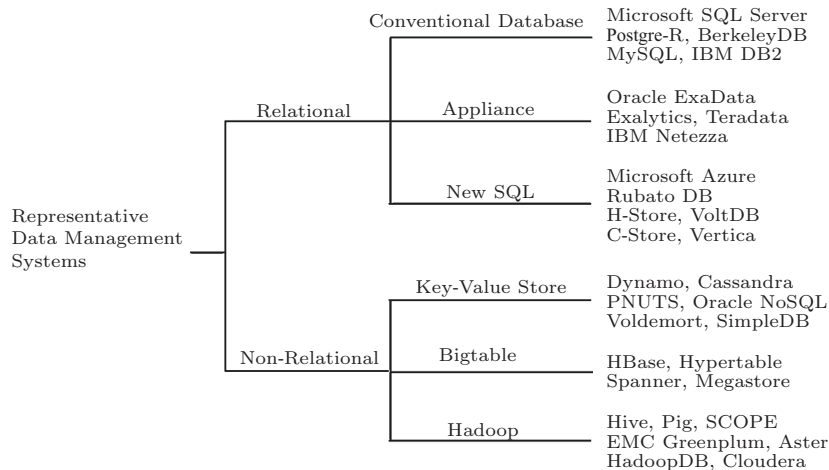 Conventional Database
Microsoft SQL Server
Postgre-R, BerkeleyDB
MySQL, IBM DB2
Relational
Appliance
Oracle ExaData
Exalytics, Teradata
IBM Netezza
New SQL
Microsoft Azure
Rubato DB
H-Store, VoltDB
C-Store, Vertica
Representative
Data Management
Systems
Key-Value Store
Dynamo, Cassandra
PNUTS, Oracle NoSQL
Voldemort, SimpleDB
Non-Relational
Bigtable
HBase, Hypertable
Spanner, Megastore
Hadoop
Hive, Pig, SCOPE
EMC Greenplum, Aster
HadoopDB, Cloudera